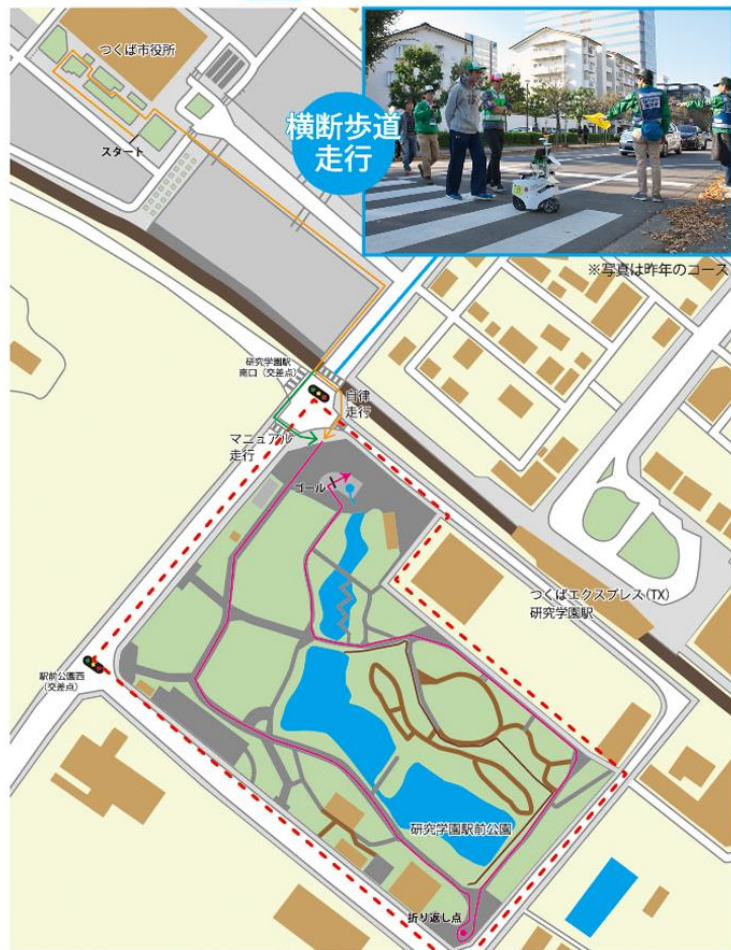 つくば市役所
スタート
横断歩道
走行
※写真は昨年のコース
研究学園駅
南口（交差点）
自律
走行
マニュアル
走行
ゴール
つくばエクスプレス(TX)
研究学園駅
駅前公園西
（交差点）
研究学園駅前公園
折り返し点